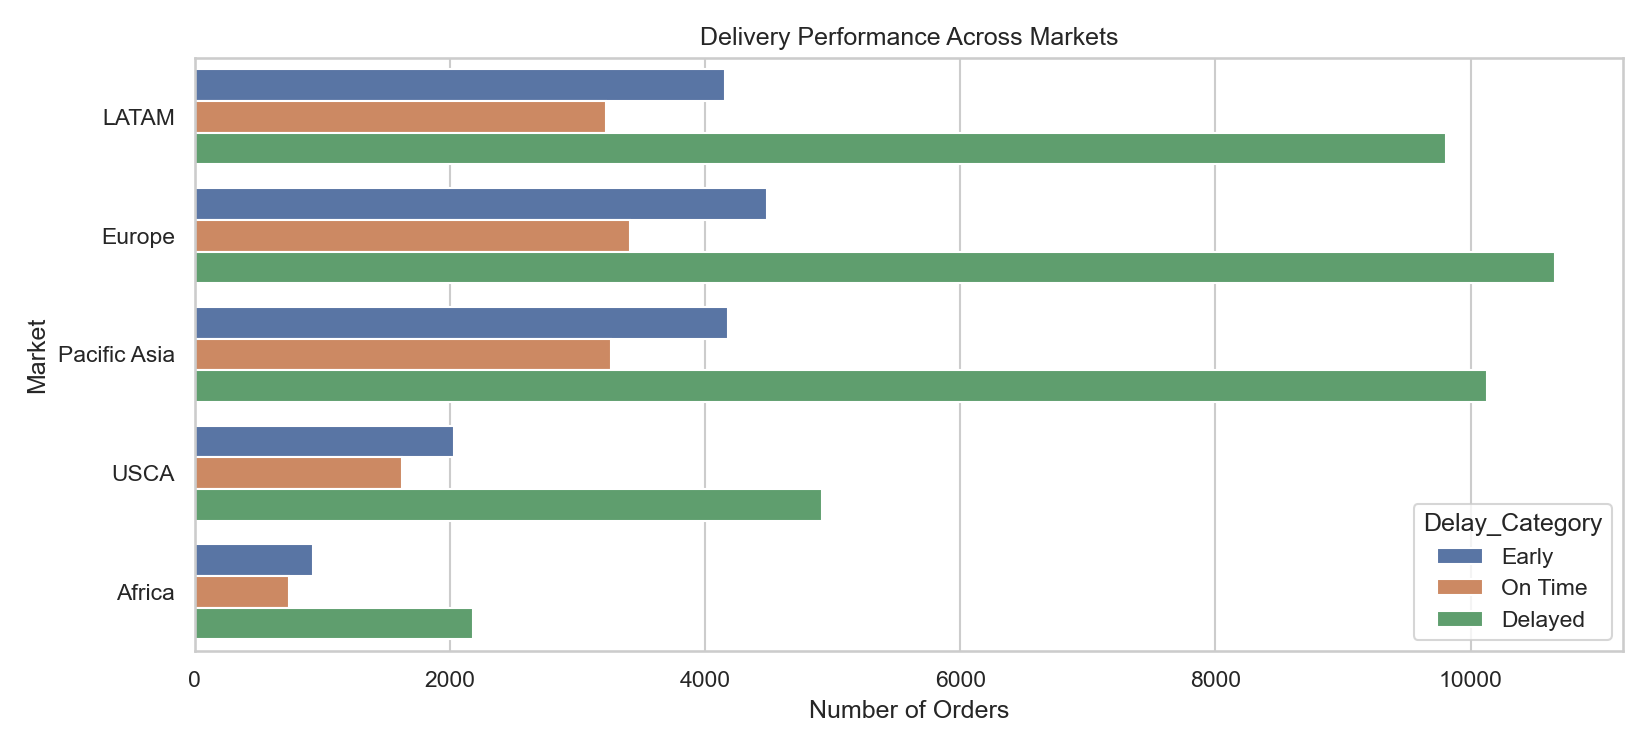 Delivery Performance Across Markets
Market
LATAM
Europe
Pacific Asia
USCA
Africa
0 2000 4000 6000 8000 10000
Number of Orders
Delay_Category
Early
On Time
Delayed